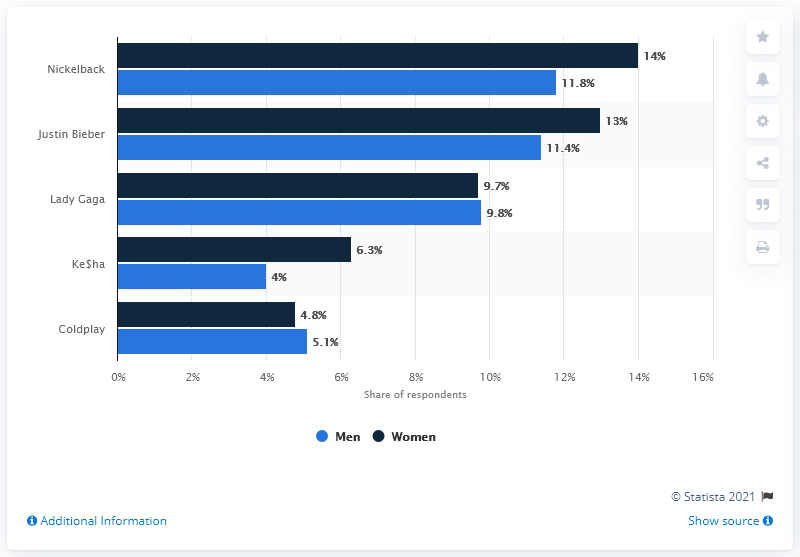 Nickelback
14%
11.8%
Justin Bieber
13%
11.4%
Lady Gaga
9.7%
9.8%
Ke$ha
6.3%
4%
Coldplay
4.8%
5.1%
0% 2% 4% 6% 8% 10% 12% 14% 16%
Share of respondents
Men Women
© Statista 2021
Additional Information Show source